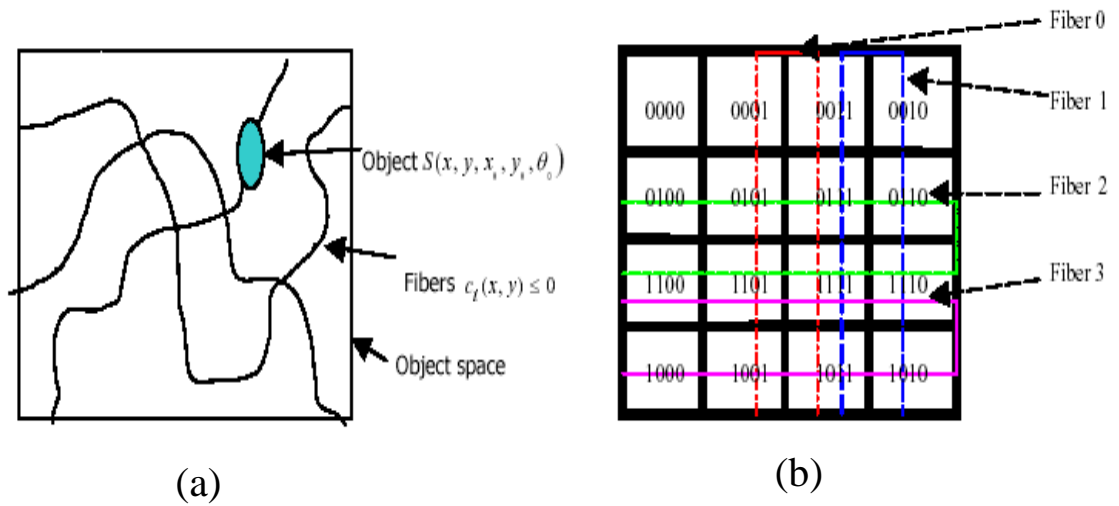 Object S(x, y, x₀, y₀, θ₀)
Fibers c_f(x, y) ≤ 0
Object space
(a)
Fiber 0
Fiber 1
Fiber 2
Fiber 3
0000 0001 0011 0010
0100 0101 0111 0110
1100 1101 1111 1110
1000 1001 1011 1010
(b)